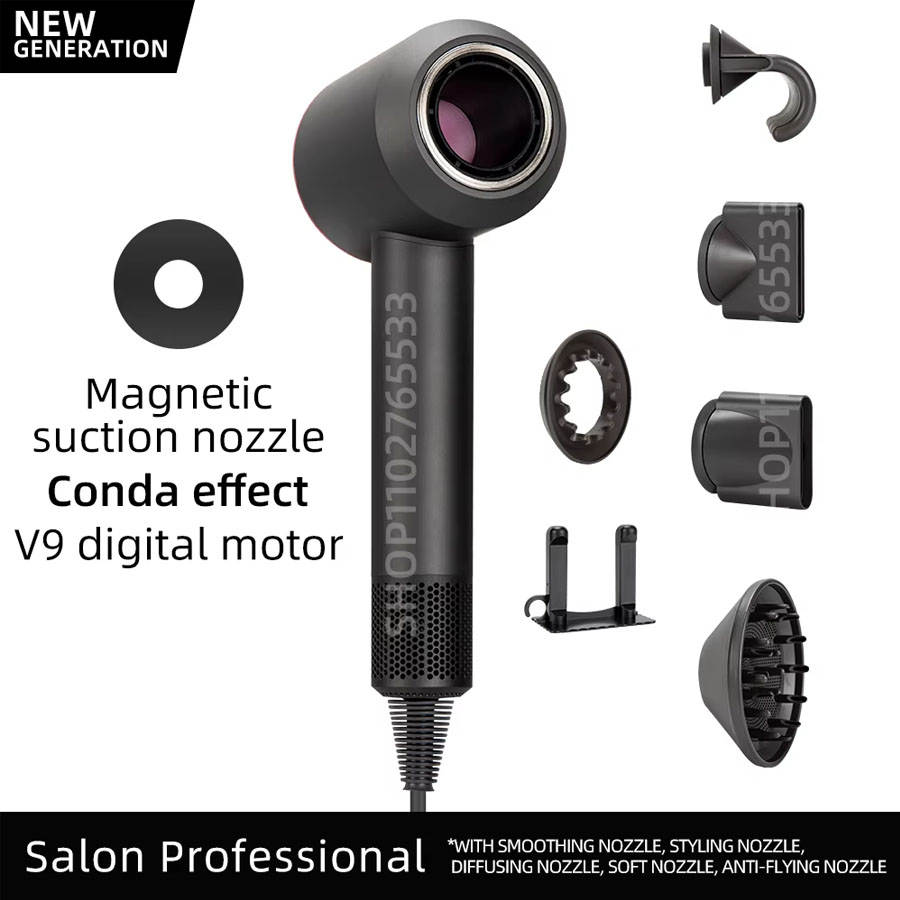 NEW
GENERATION
Magnetic
suction nozzle
Conda effect
V9 digital motor
SHOP1102765533
Salon Professional
*WITH SMOOTHING NOZZLE, STYLING NOZZLE,
DIFFUSING NOZZLE, SOFT NOZZLE, ANTI-FLYING NOZZLE